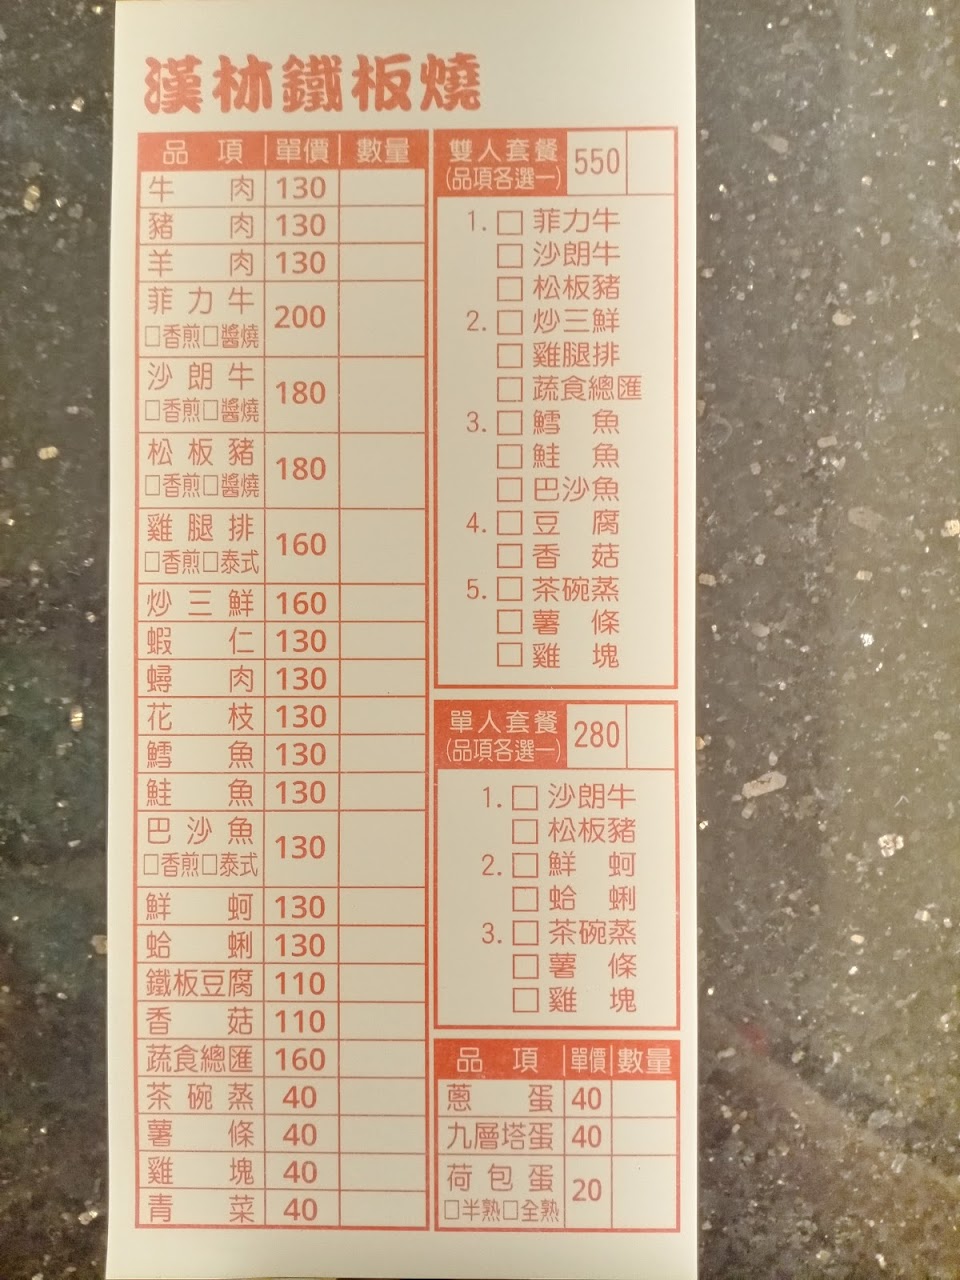 漢林鐵板燒
品項 單價 數量
牛肉 130
豬肉 130
羊肉 130
菲力牛 200
□香煎□醬燒
沙朗牛 180
□香煎□醬燒
松板豬 180
□香煎□醬燒
雞腿排 160
□香煎□泰式
炒三鮮 160
蝦仁 130
蟳肉 130
花枝 130
鱈魚 130
鮭魚 130
巴沙魚 130
□香煎□泰式
鮮蚵 130
蛤蜊 130
鐵板豆腐 110
香菇 110
蔬食總匯 160
茶碗蒸 40
薯條 40
雞塊 40
青菜 40
雙人套餐 550
(品項各選一)
1. □ 菲力牛
□ 沙朗牛
□ 松板豬
2. □ 炒三鮮
□ 雞腿排
□ 蔬食總匯
3. □ 鱈魚
□ 鮭魚
□ 巴沙魚
4. □ 豆腐
□ 香菇
5. □ 茶碗蒸
□ 薯條
□ 雞塊
單人套餐 280
(品項各選一)
1. □ 沙朗牛
□ 松板豬
2. □ 鮮蚵
□ 蛤蜊
3. □ 茶碗蒸
□ 薯條
□ 雞塊
品項 單價 數量
蔥蛋 40
九層塔蛋 40
荷包蛋 20
□半熟□全熟